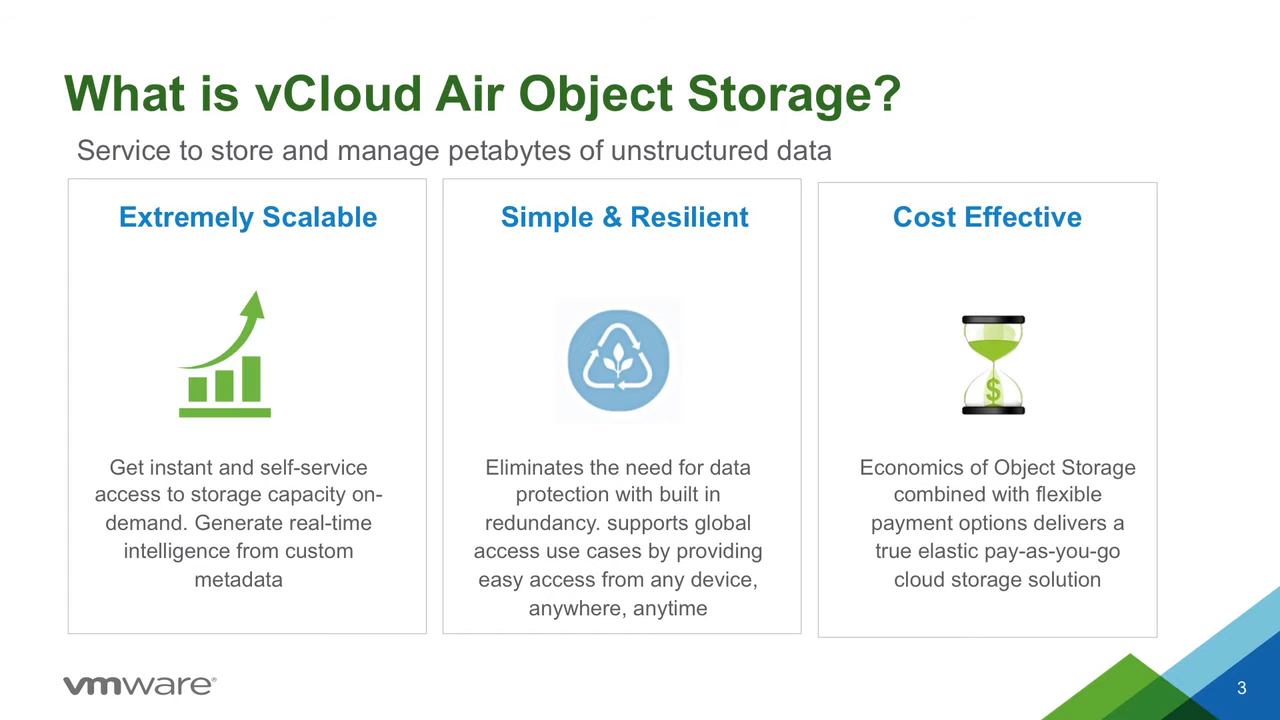 What is vCloud Air Object Storage?
Service to store and manage petabytes of unstructured data
Extremely Scalable
Get instant and self-service
access to storage capacity on-
demand. Generate real-time
intelligence from custom
metadata
Simple & Resilient
Eliminates the need for data
protection with built in
redundancy. supports global
access use cases by providing
easy access from any device,
anywhere, anytime
Cost Effective
$
Economics of Object Storage
combined with flexible
payment options delivers a
true elastic pay-as-you-go
cloud storage solution
vmware®
3